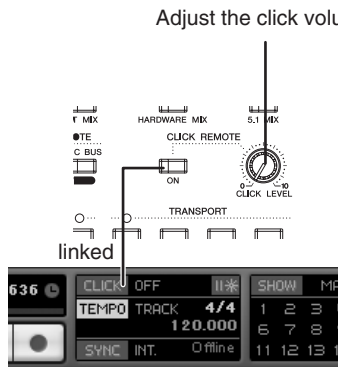 Adjust the click
MIX
HARDWARE MIX
5.1 MIX
CLICK REMOTE
C BUS
ON
0 10
CLICK LEVEL
TRANSPORT
linked
636 CLICK OFF SHOW
TEMPO TRACK 4/4 1 2 3
120.000 6 7 8
SYNC INT. Offline 11 12 13